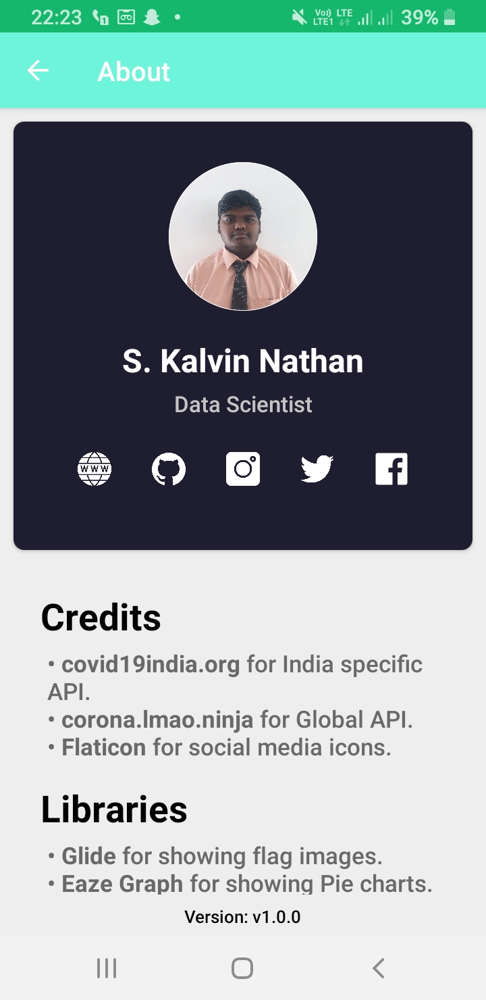 22:23
1
Vo)) LTE
LTE1
39%
About
S. Kalvin Nathan
Data Scientist
WWW
Credits
• covid19india.org for India specific
API.
• corona.lmao.ninja for Global API.
• Flaticon for social media icons.
Libraries
• Glide for showing flag images.
• Eaze Graph for showing Pie charts.
Version: v1.0.0